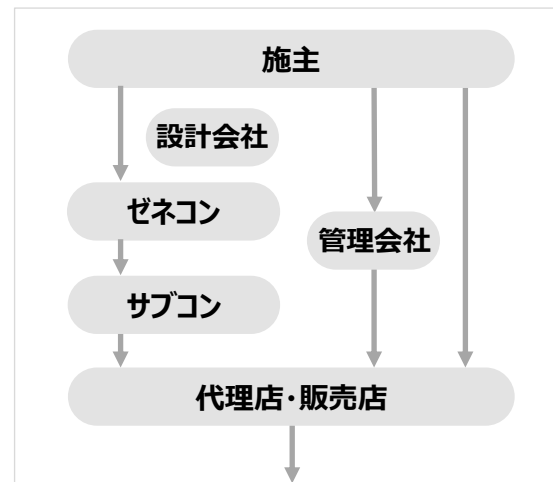 施主
設計会社
ゼネコン
管理会社
サブコン
代理店・販売店